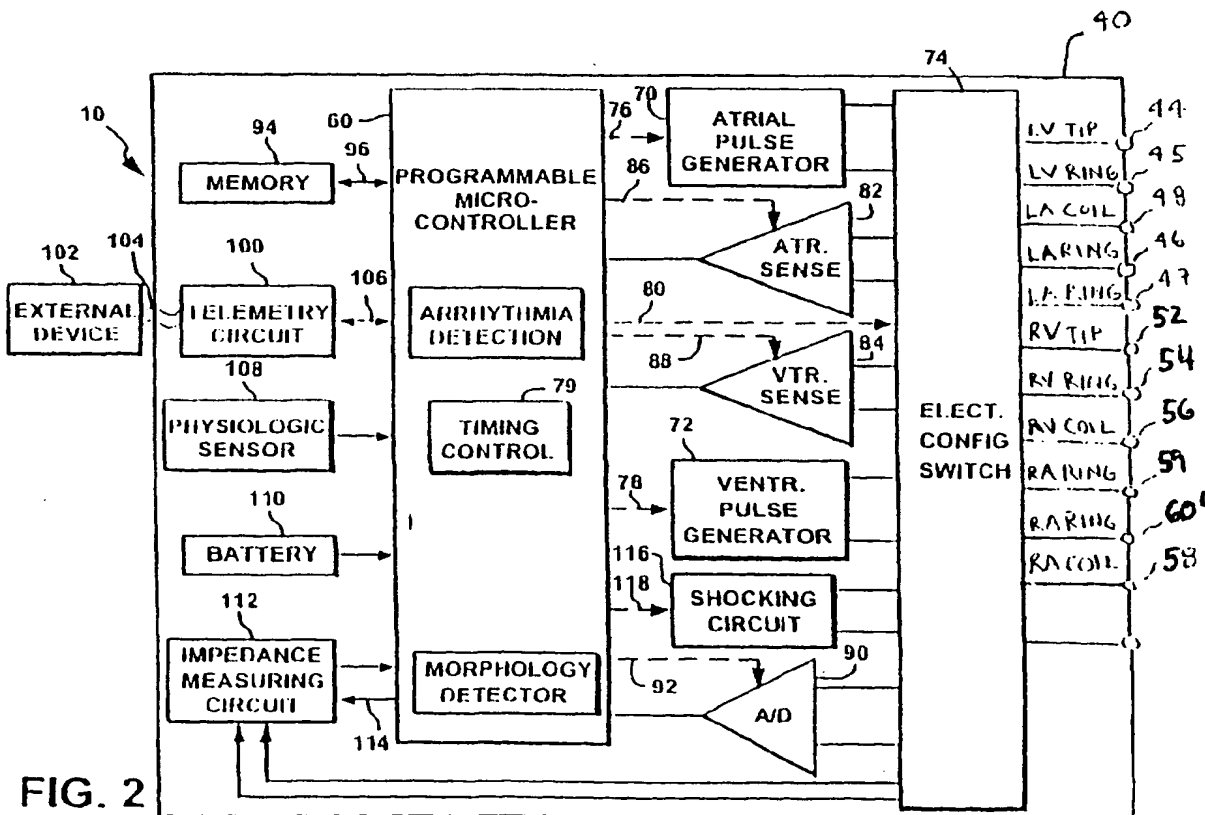 40
74
10
94
60
76
70
ATRIAL
PULSE
GENERATOR
LV TIP
44
MEMORY
96
PROGRAMMABLE
MICRO-
CONTROLLER
86
82
LV RING
45
LA COIL
48
104
102
100
106
ATR.
SENSE
LA RING
46
EXTERNAL
DEVICE
TELEMETRY
CIRCUIT
ARRHYTHMIA
DETECTION
80
LA RING
47
88
84
RV TIP
52
108
79
VTR.
SENSE
RV RING
54
PHYSIOLOGIC
SENSOR
TIMING
CONTROL
72
ELECT.
CONFIG
SWITCH
RV COIL
56
110
78
VENTR.
PULSE
GENERATOR
RA RING
59
BATTERY
116
RA RING
60'
112
118
SHOCKING
CIRCUIT
RA COIL
58
IMPEDANCE
MEASURING
CIRCUIT
MORPHOLOGY
DETECTOR
92
90
A/D
114
FIG. 2